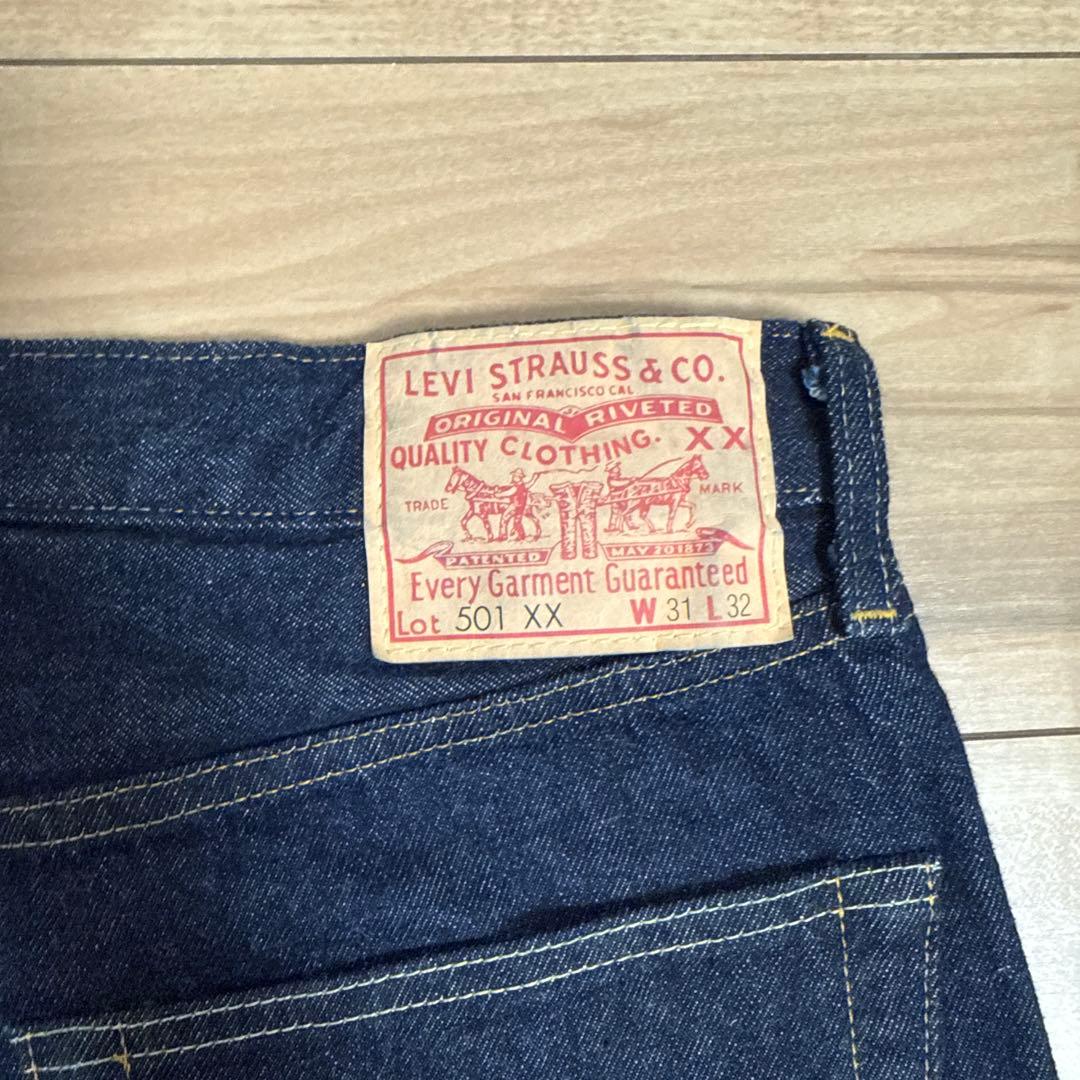 LEVI STRAUSS & CO.
SAN FRANCISCO CAL
ORIGINAL RIVETED
QUALITY CLOTHING. XX
TRADE MARK
PATENTED MAY 20 1873
Every Garment Guaranteed
Lot 501 XX W 31 L 32